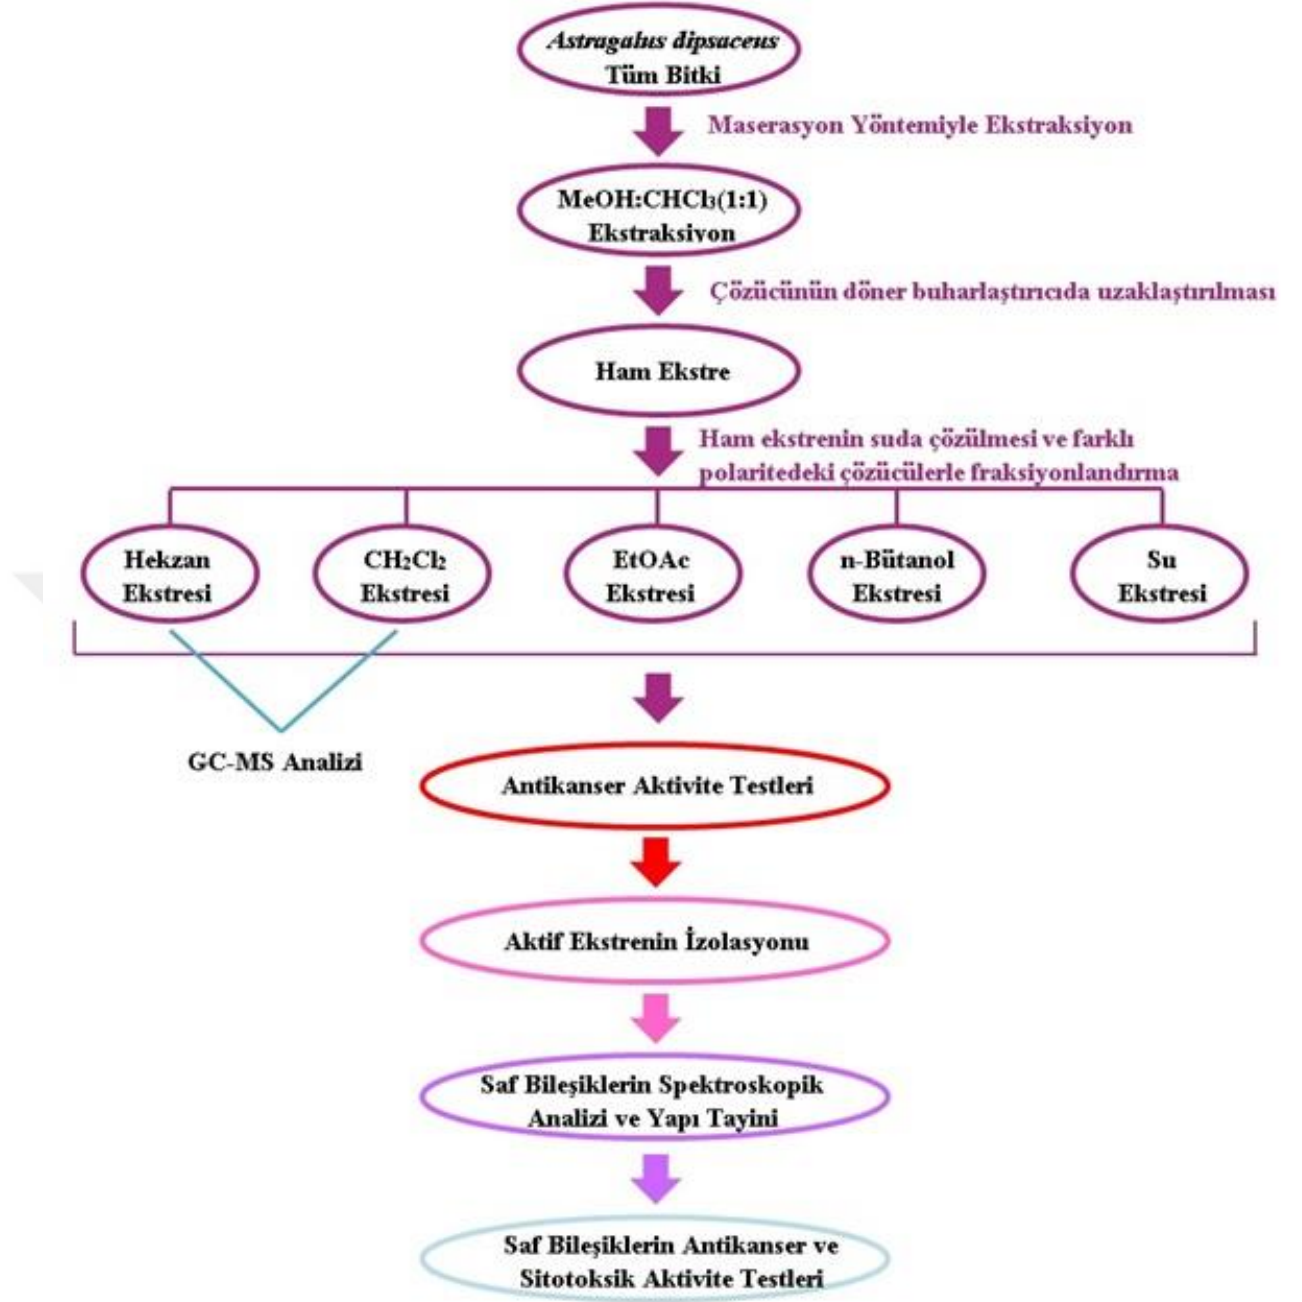 Astragalus dipsaceus
Tüm Bitki
Maserasyon Yöntemiyle Ekstraksiyon
MeOH:CHCl₃(1:1)
Ekstraksiyon
Çözücünün döner buharlaştırıcıda uzaklaştırılması
Ham Ekstre
Ham ekstrenin suda çözülmesi ve farklı
polaritedeki çözücülerle fraksiyonlandırma
Hekzan
Ekstresi
CH₂Cl₂
Ekstresi
EtOAc
Ekstresi
n-Bütanol
Ekstresi
Su
Ekstresi
GC-MS Analizi
Antikanser Aktivite Testleri
Aktif Ekstrenin İzolasyonu
Saf Bileşiklerin Spektroskopik
Analizi ve Yapı Tayini
Saf Bileşiklerin Antikanser ve
Sitotoksik Aktivite Testleri